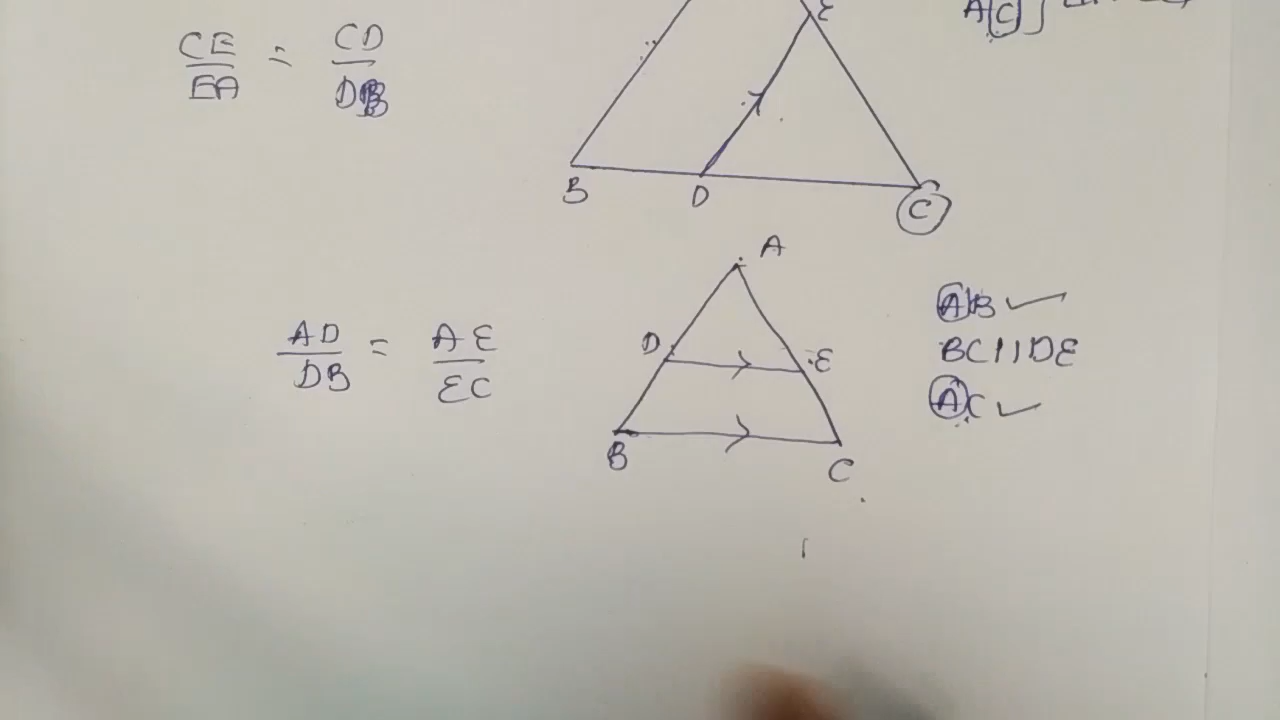 E
CE/EA = CD/DB
B D C
A
AD/DB = AE/EC
D E
B C
AB ✓
BC || DE
AC ✓